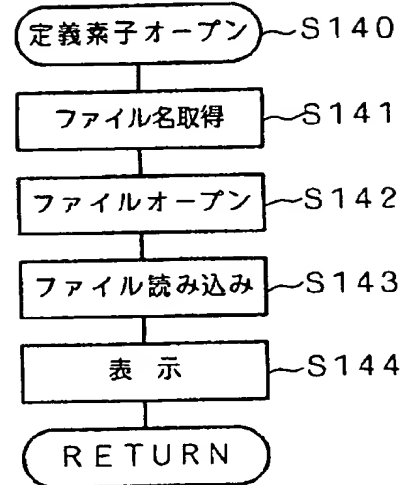 定義素子オープン S140
ファイル名取得 S141
ファイルオープン S142
ファイル読み込み S143
表 示 S144
RETURN